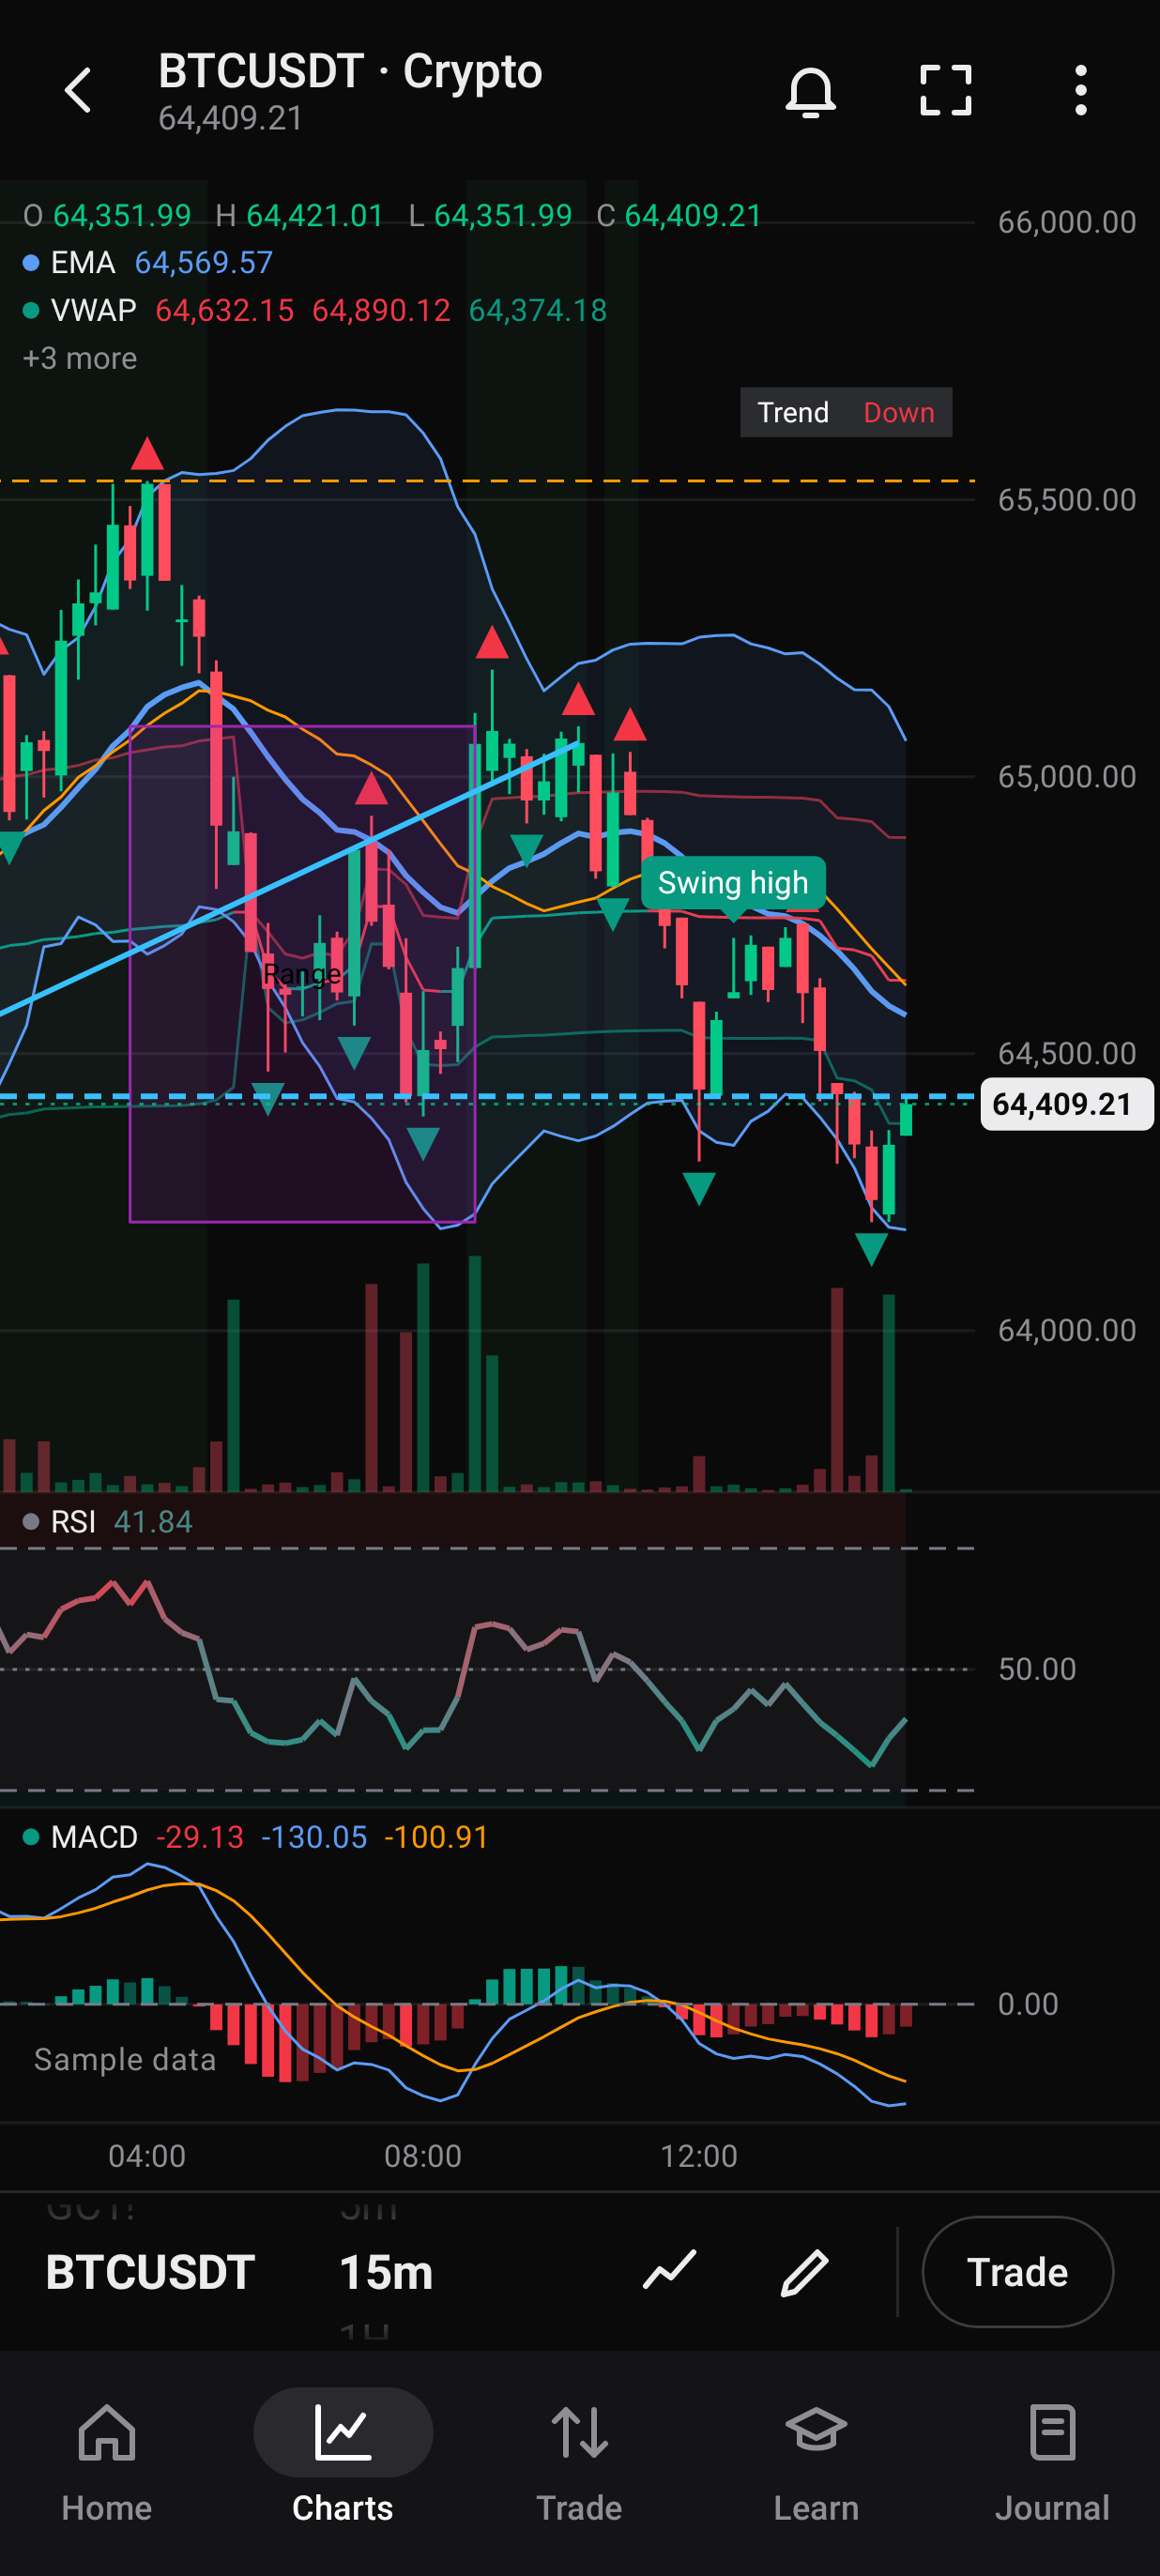 BTCUSDT · Crypto
64,409.21
O 64,351.99 H 64,421.01 L 64,351.99 C 64,409.21
66,000.00
EMA 64,569.57
VWAP 64,632.15 64,890.12 64,374.18
+3 more
Trend Down
65,500.00
65,000.00
Swing high
Range
64,500.00
64,409.21
64,000.00
RSI 41.84
50.00
MACD -29.13 -130.05 -100.91
0.00
Sample data
04:00 08:00 12:00
BTCUSDT 15m Trade
Home Charts Trade Learn Journal